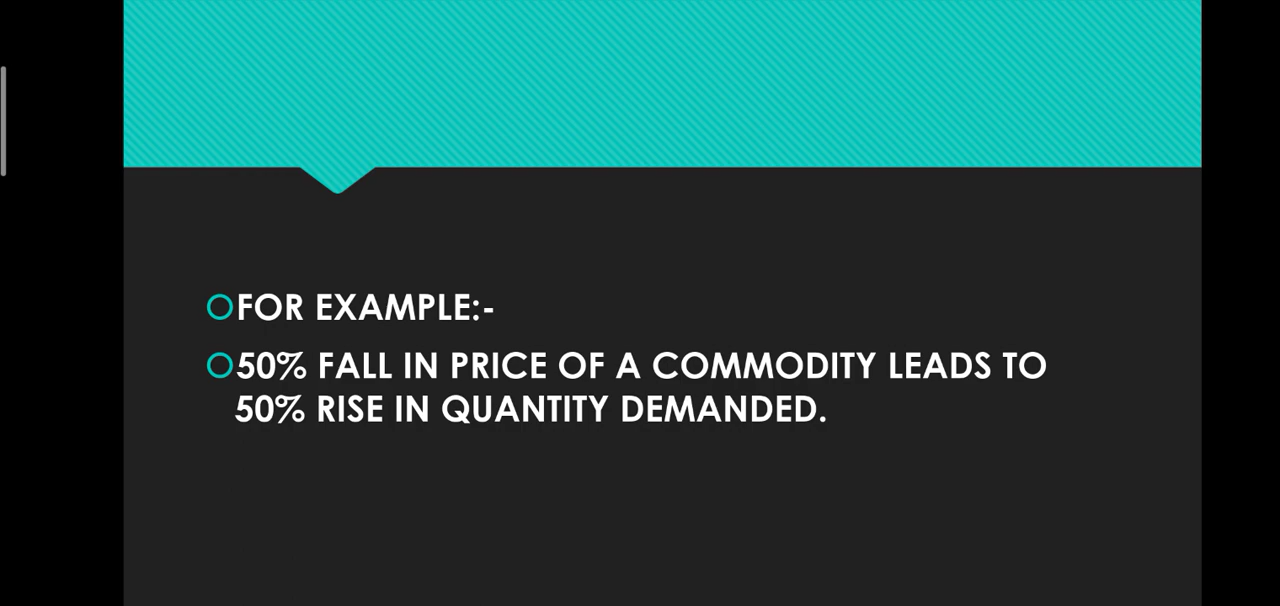 FOR EXAMPLE:-
50% FALL IN PRICE OF A COMMODITY LEADS TO
50% RISE IN QUANTITY DEMANDED.